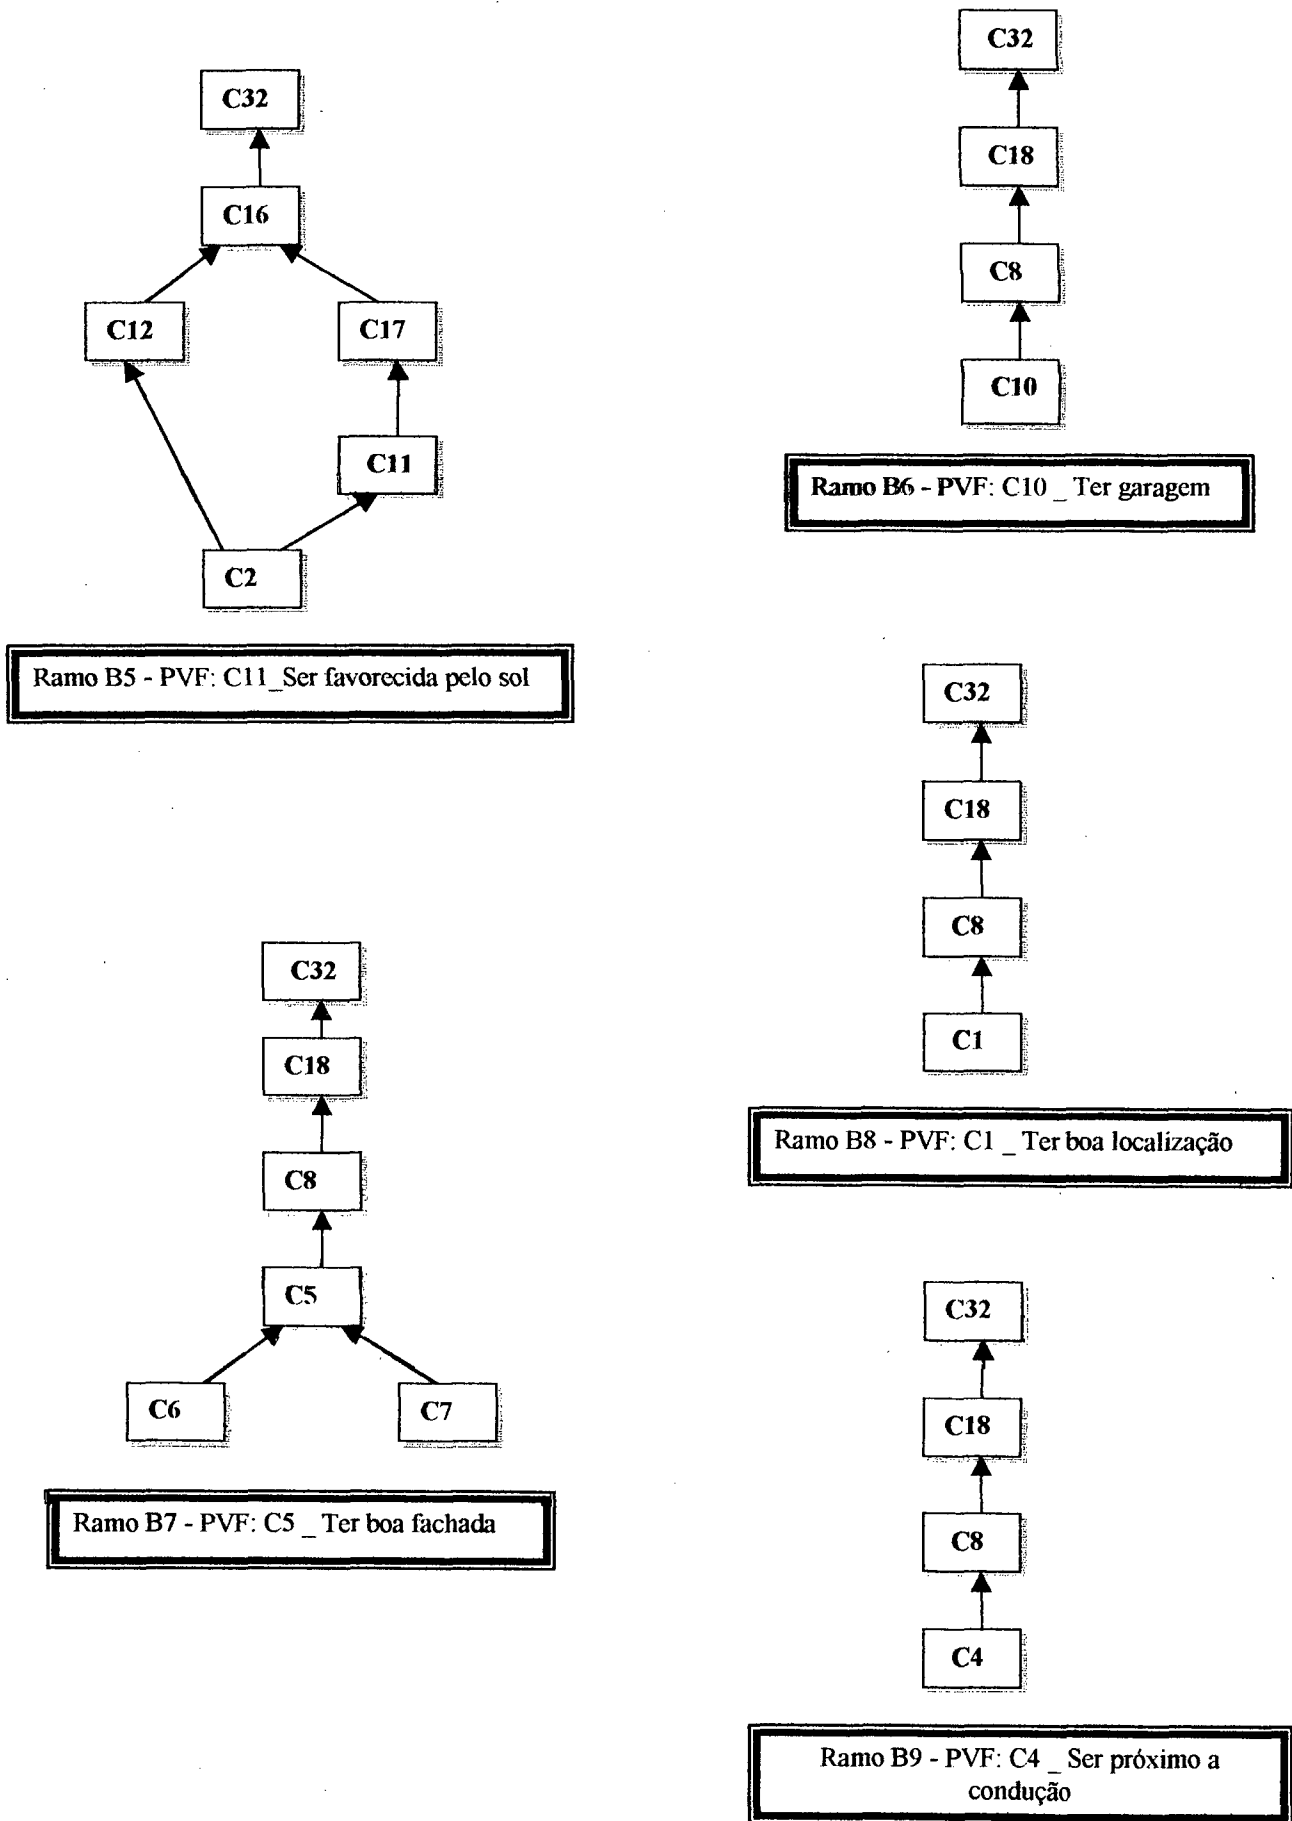 C32
C16
C12
C17
C11
C2
Ramo B5 - PVF: C11_Ser favorecida pelo sol
C32
C18
C8
C10
Ramo B6 - PVF: C10 _ Ter garagem
C32
C18
C8
C5
C6
C7
Ramo B7 - PVF: C5 _ Ter boa fachada
C32
C18
C8
C1
Ramo B8 - PVF: C1 _ Ter boa localização
C32
C18
C8
C4
Ramo B9 - PVF: C4 _ Ser próximo a
condução